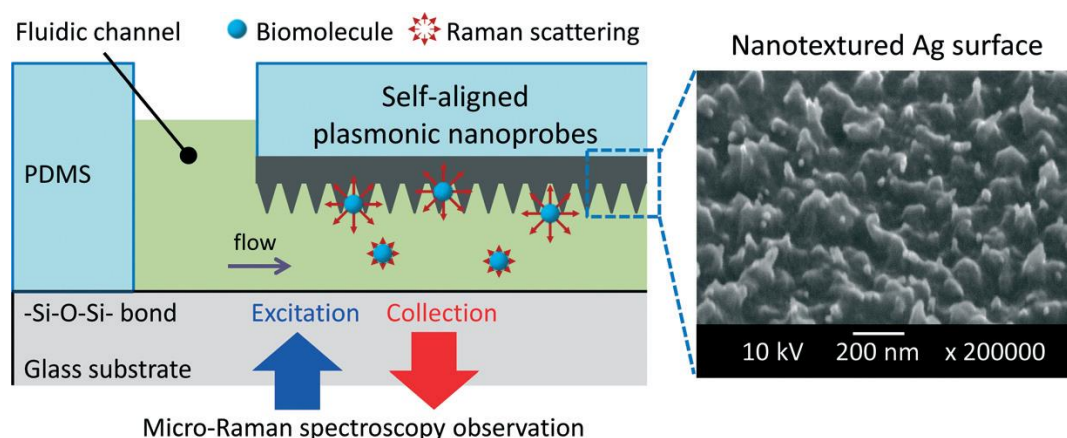 Fluidic channel
Biomolecule
Raman scattering
Nanotextured Ag surface
Self-aligned
plasmonic nanoprobes
PDMS
flow
-Si-O-Si- bond
Excitation
Collection
Glass substrate
10 kV 200 nm x 200000
Micro-Raman spectroscopy observation